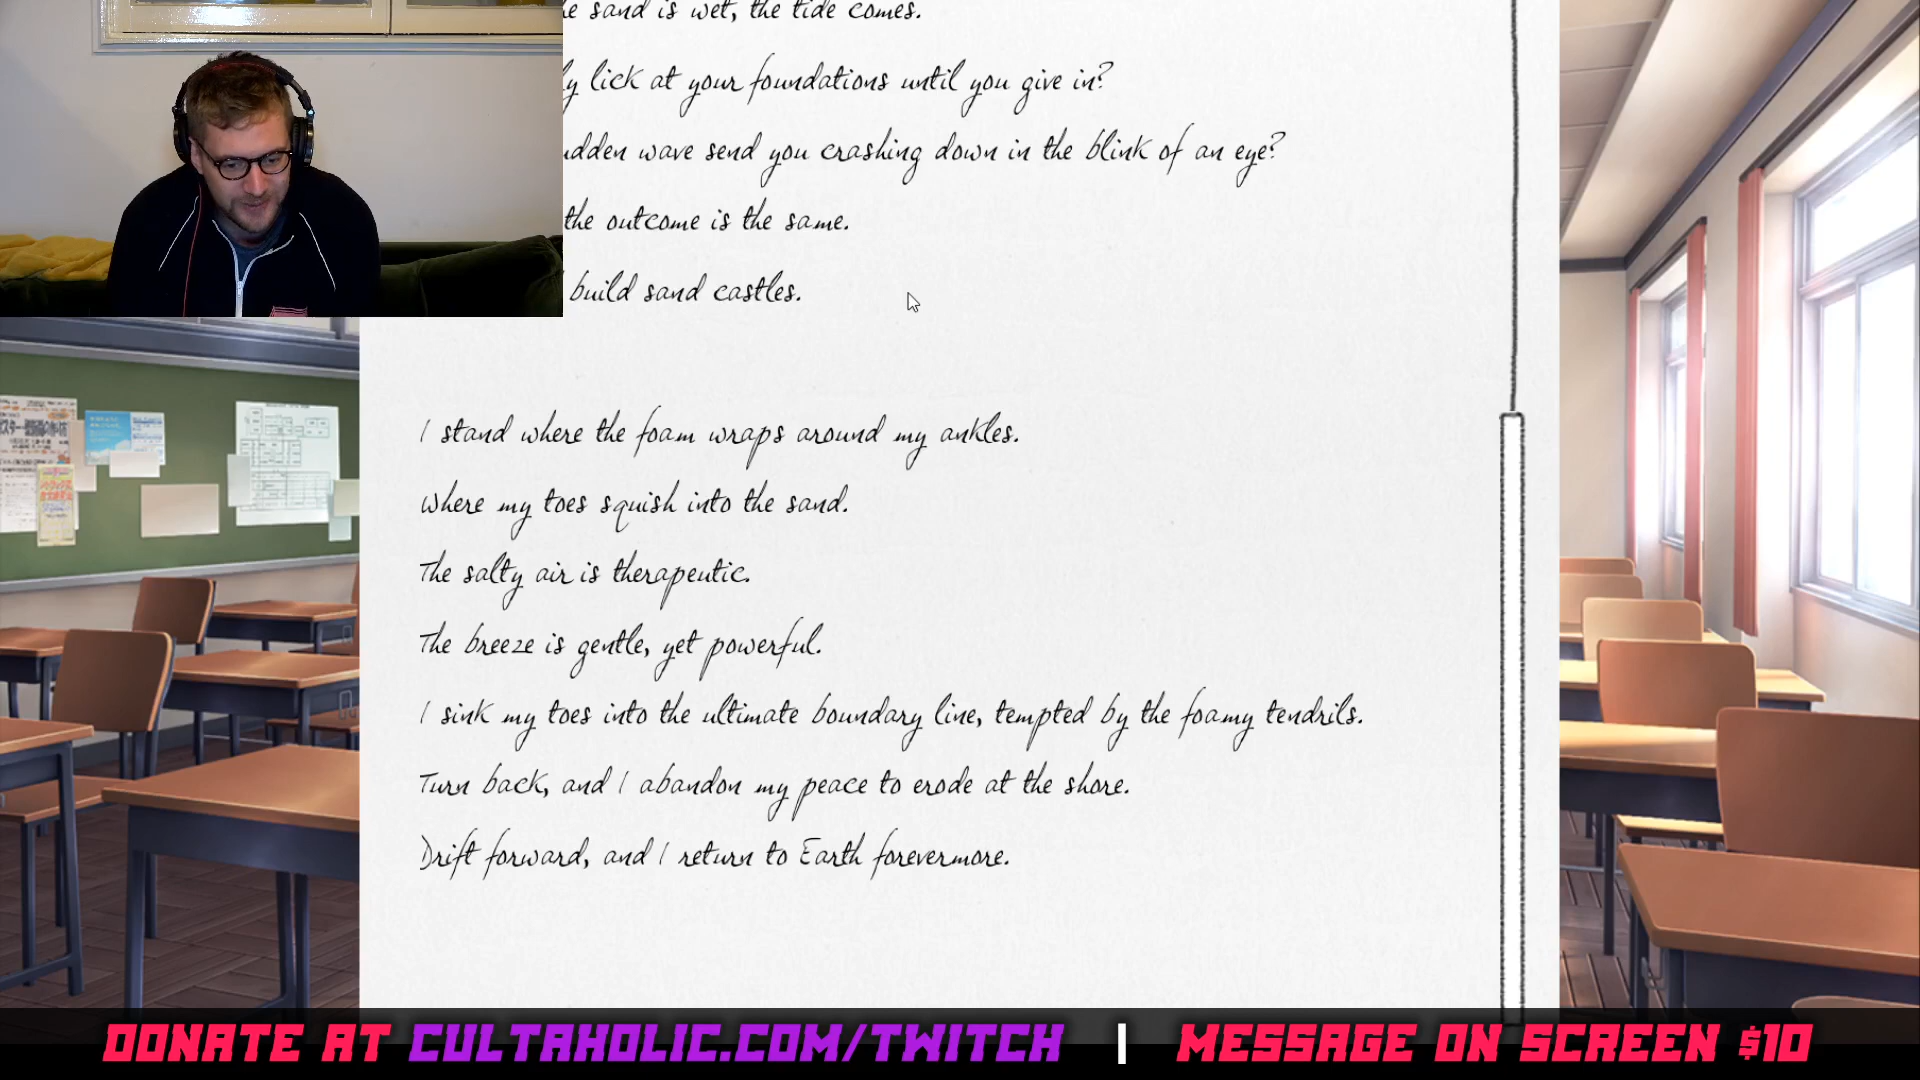 e sand is wet, the tide comes.
y lick at your foundations until you give in?
dden wave send you crashing down in the blink of an eye?
the outcome is the same.
build sand castles.
I stand where the foam wraps around my ankles.
Where my toes squish into the sand.
The salty air is therapeutic.
The breeze is gentle, yet powerful.
I sink my toes into the ultimate boundary line, tempted by the foamy tendrils.
Turn back, and I abandon my peace to erode at the shore.
Drift forward, and I return to Earth forevermore.
DONATE AT CULTAHOLIC.COM/TWITCH | MESSAGE ON SCREEN $10